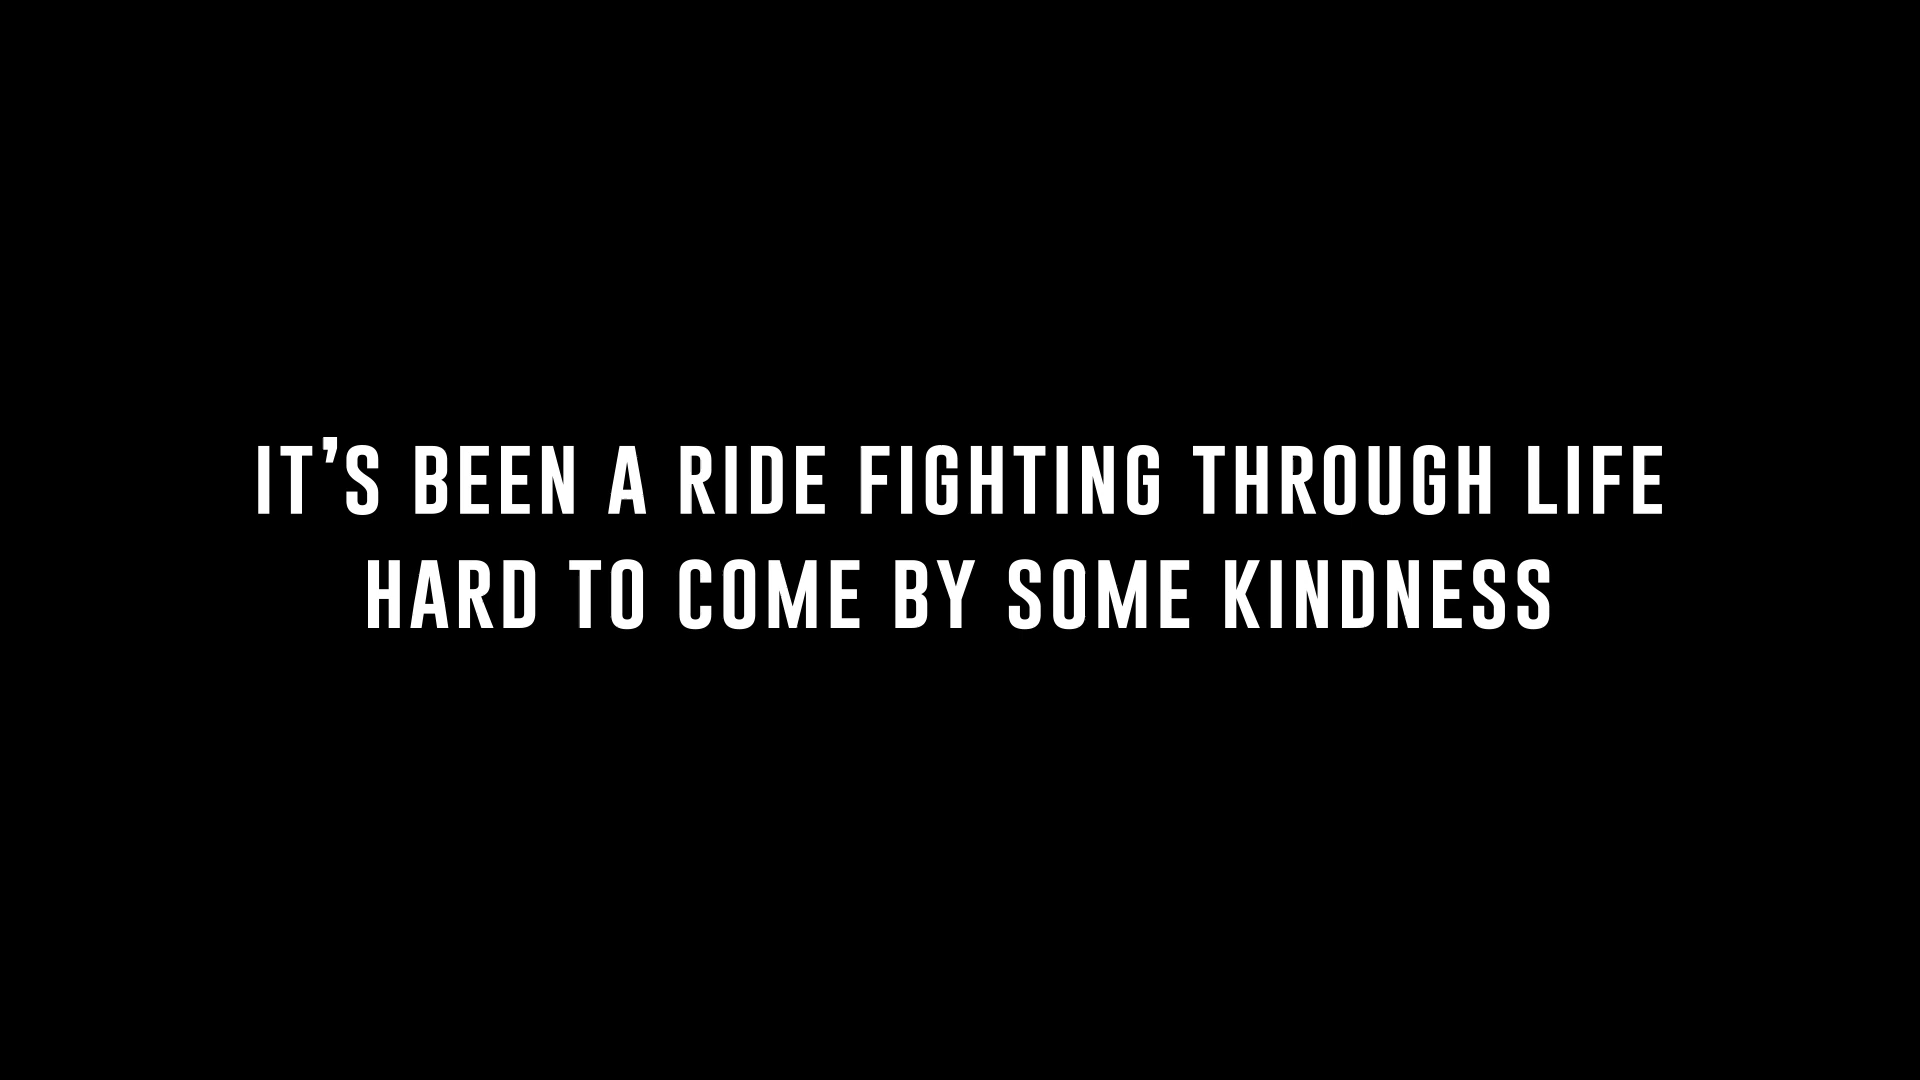 IT’S BEEN A RIDE FIGHTING THROUGH LIFE
HARD TO COME BY SOME KINDNESS